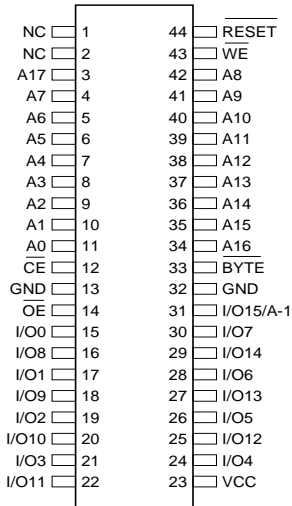 NC 1 44 RESET
NC 2 43 WE
A17 3 42 A8
A7 4 41 A9
A6 5 40 A10
A5 6 39 A11
A4 7 38 A12
A3 8 37 A13
A2 9 36 A14
A1 10 35 A15
A0 11 34 A16
CE 12 33 BYTE
GND 13 32 GND
OE 14 31 I/O15/A-1
I/O0 15 30 I/O7
I/O8 16 29 I/O14
I/O1 17 28 I/O6
I/O9 18 27 I/O13
I/O2 19 26 I/O5
I/O10 20 25 I/O12
I/O3 21 24 I/O4
I/O11 22 23 VCC